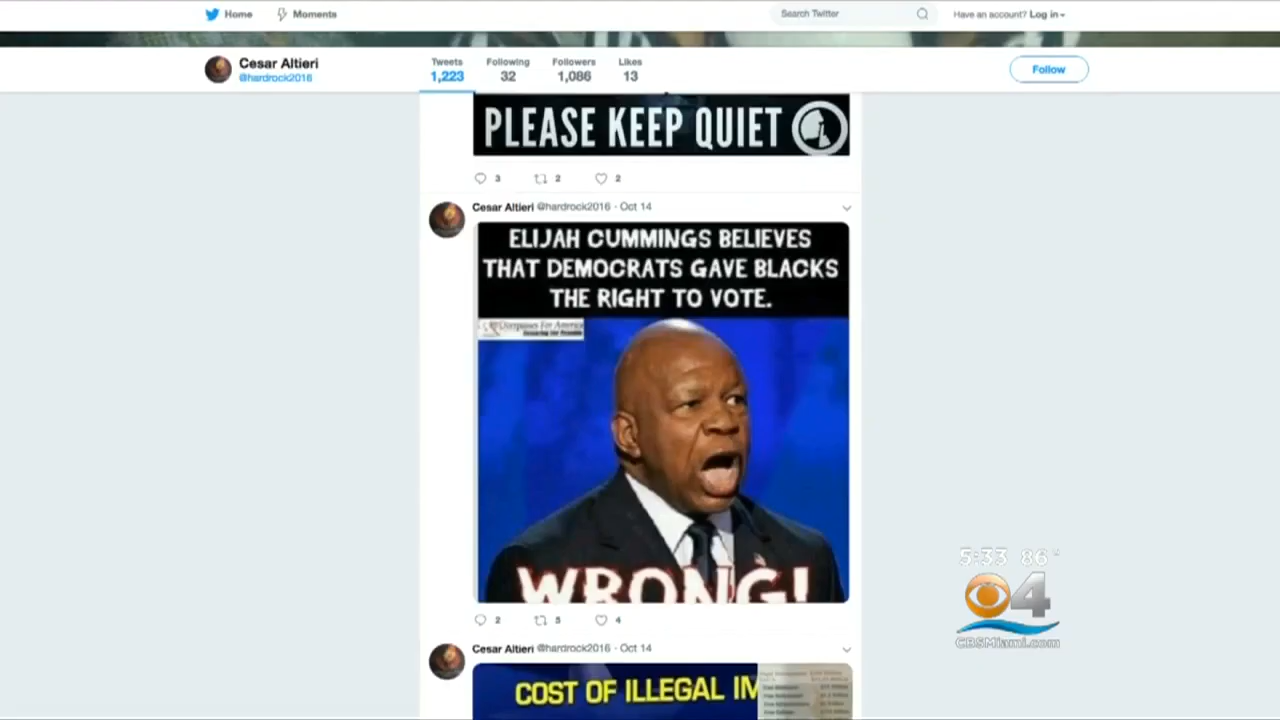 Home
Moments
Search Twitter
Have an account? Log in
Cesar Altieri
@hardrock2016
Tweets
1,223
Following
32
Followers
1,086
Likes
13
Follow
PLEASE KEEP QUIET
3
2
2
Cesar Altieri @hardrock2016 · Oct 14
ELIJAH CUMMINGS BELIEVES
THAT DEMOCRATS GAVE BLACKS
THE RIGHT TO VOTE.
For America
WRONG!
2
5
4
Cesar Altieri @hardrock2016 · Oct 14
COST OF ILLEGAL IM
5:33 86°
4
CBSMiami.com